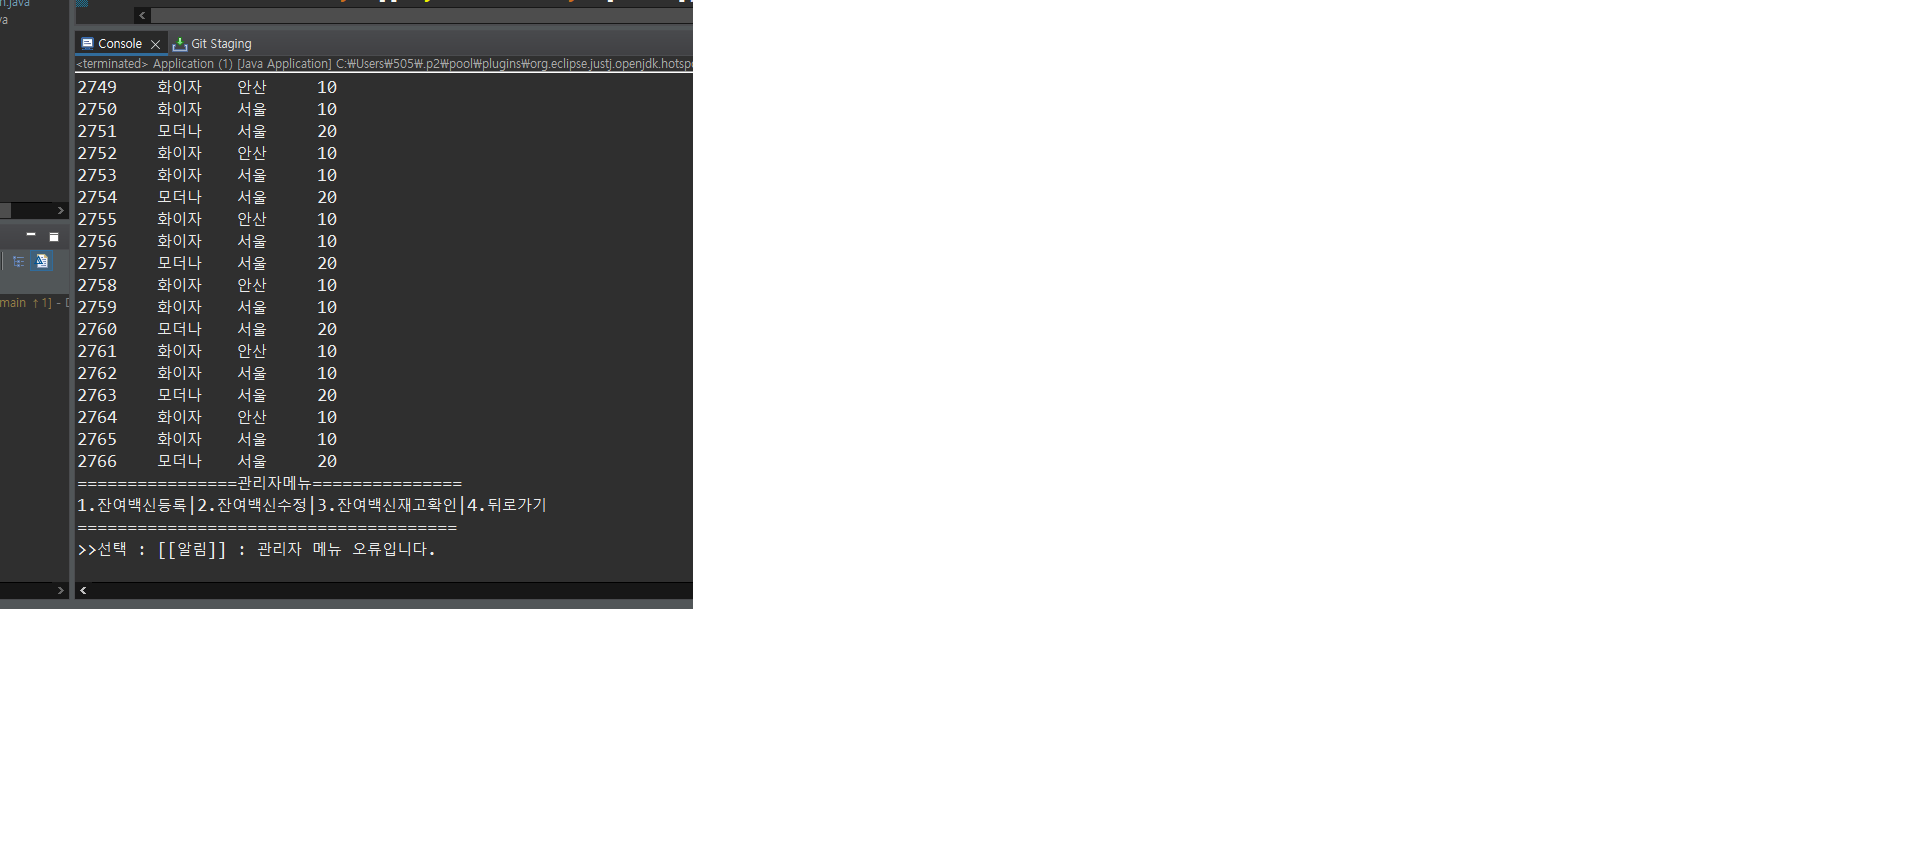 n.java
va
Console Git Staging
<terminated> Application (1) [Java Application] C:₩Users₩505₩.p2₩pool₩plugins₩org.eclipse.justj.openjdk.hotsp
2749 화이자 안산 10
2750 화이자 서울 10
2751 모더나 서울 20
2752 화이자 안산 10
2753 화이자 서울 10
2754 모더나 서울 20
2755 화이자 안산 10
2756 화이자 서울 10
2757 모더나 서울 20
2758 화이자 안산 10
2759 화이자 서울 10
2760 모더나 서울 20
2761 화이자 안산 10
2762 화이자 서울 10
2763 모더나 서울 20
2764 화이자 안산 10
2765 화이자 서울 10
2766 모더나 서울 20
================관리자메뉴===============
1.잔여백신등록|2.잔여백신수정|3.잔여백신재고확인|4.뒤로가기
======================================
>>선택 : [[알림]] : 관리자 메뉴 오류입니다.
main ↑1] -